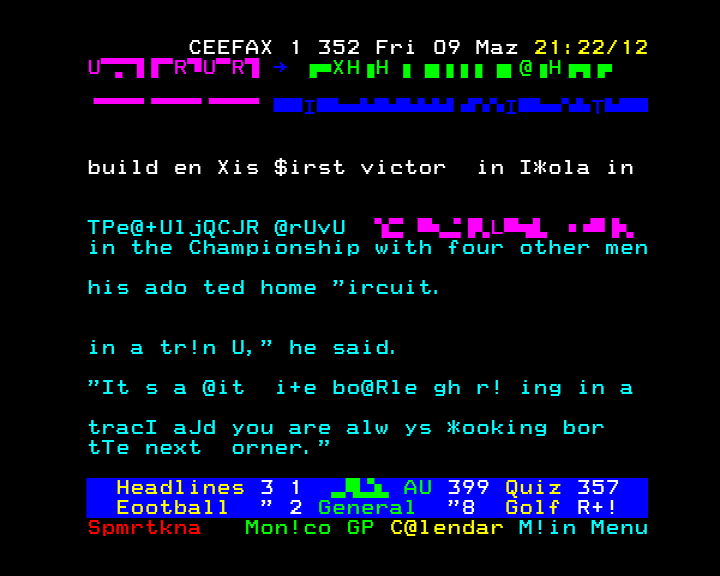 CEEFAX 1 352 Fri 09 Maz 21:22/12
build en Xis $irst victor in I*ola in
TPe@+UljQCJR @rUvU
in the Championship with four other men
his ado ted home "ircuit.
in a tr!n U," he said.
"It s a @it i+e bo@Rle gh r! ing in a
tracI aJd you are alw ys *ooking bor
tTe next orner."
Headlines 3 1 AU 399 Quiz 357
Eootball " 2 General "8 Golf R+!
Spmrtkna Mon!co GP C@lendar M!in Menu